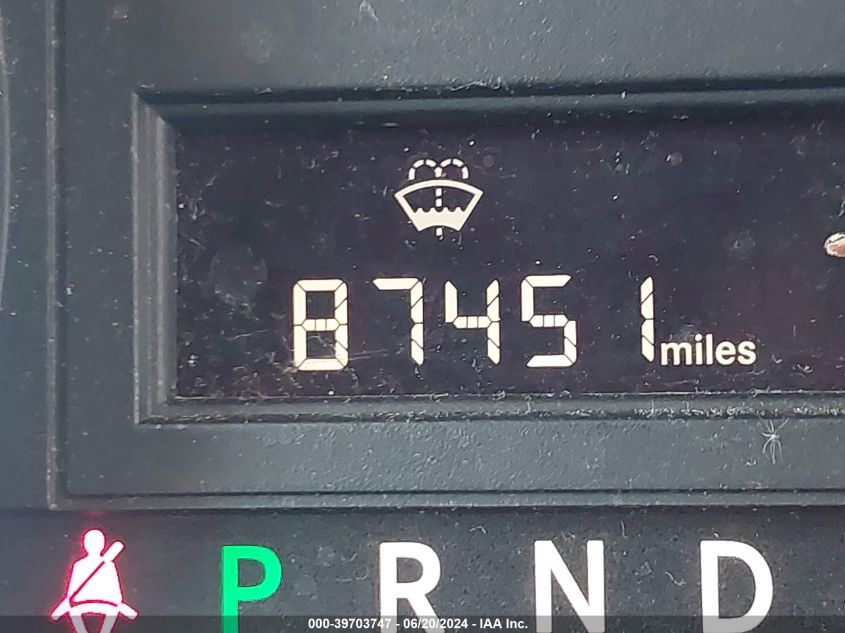 87451 miles
P R N D
000-39703747 - 06/20/2024 - IAA Inc.